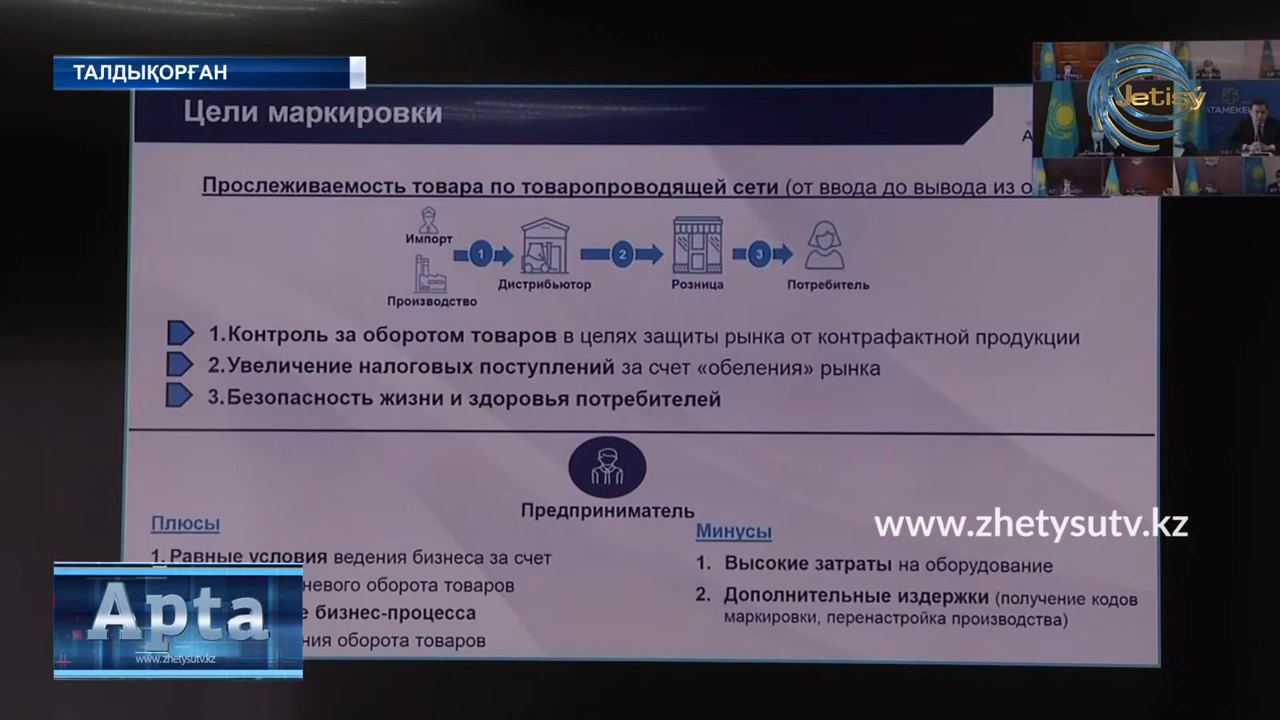 ТАЛДЫҚОРҒАН
Jetisý
Цели маркировки
Прослеживаемость товара по товаропроводящей сети (от ввода до вывода из
Импорт
Производство
1
Дистрибьютор
2
Розница
3
Потребитель
1.Контроль за оборотом товаров в целях защиты рынка от контрафактной продукции
2.Увеличение налоговых поступлений за счет «обеления» рынка
3.Безопасность жизни и здоровья потребителей
Предприниматель
Плюсы
1. Равные условия ведения бизнеса за счет
оборота товаров
бизнес-процесса
оборота товаров
Минусы
1. Высокие затраты на оборудование
2. Дополнительные издержки (получение кодов
маркировки, перенастройка производства)
www.zhetysutv.kz
Apta
www.zhetysutv.kz